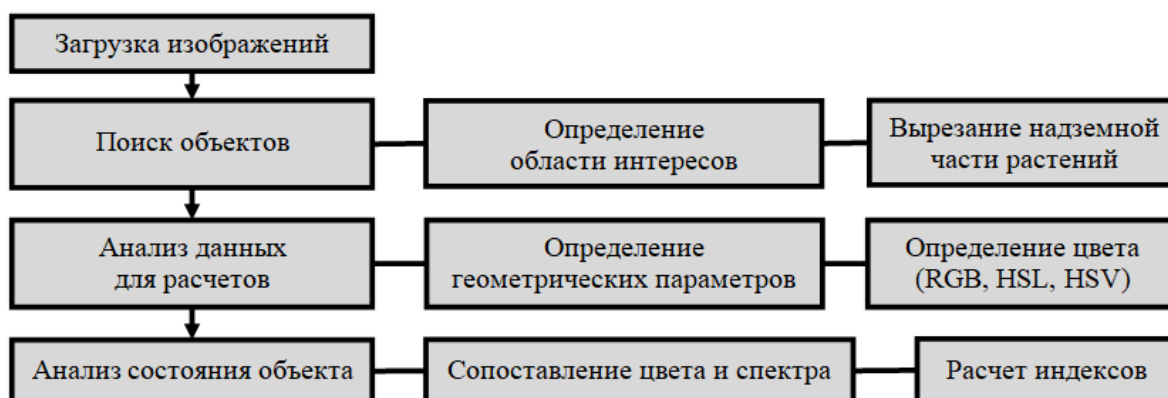 Загрузка изображений
Поиск объектов
Определение
области интересов
Вырезание надземной
части растений
Анализ данных
для расчетов
Определение
геометрических параметров
Определение цвета
(RGB, HSL, HSV)
Анализ состояния объекта
Сопоставление цвета и спектра
Расчет индексов